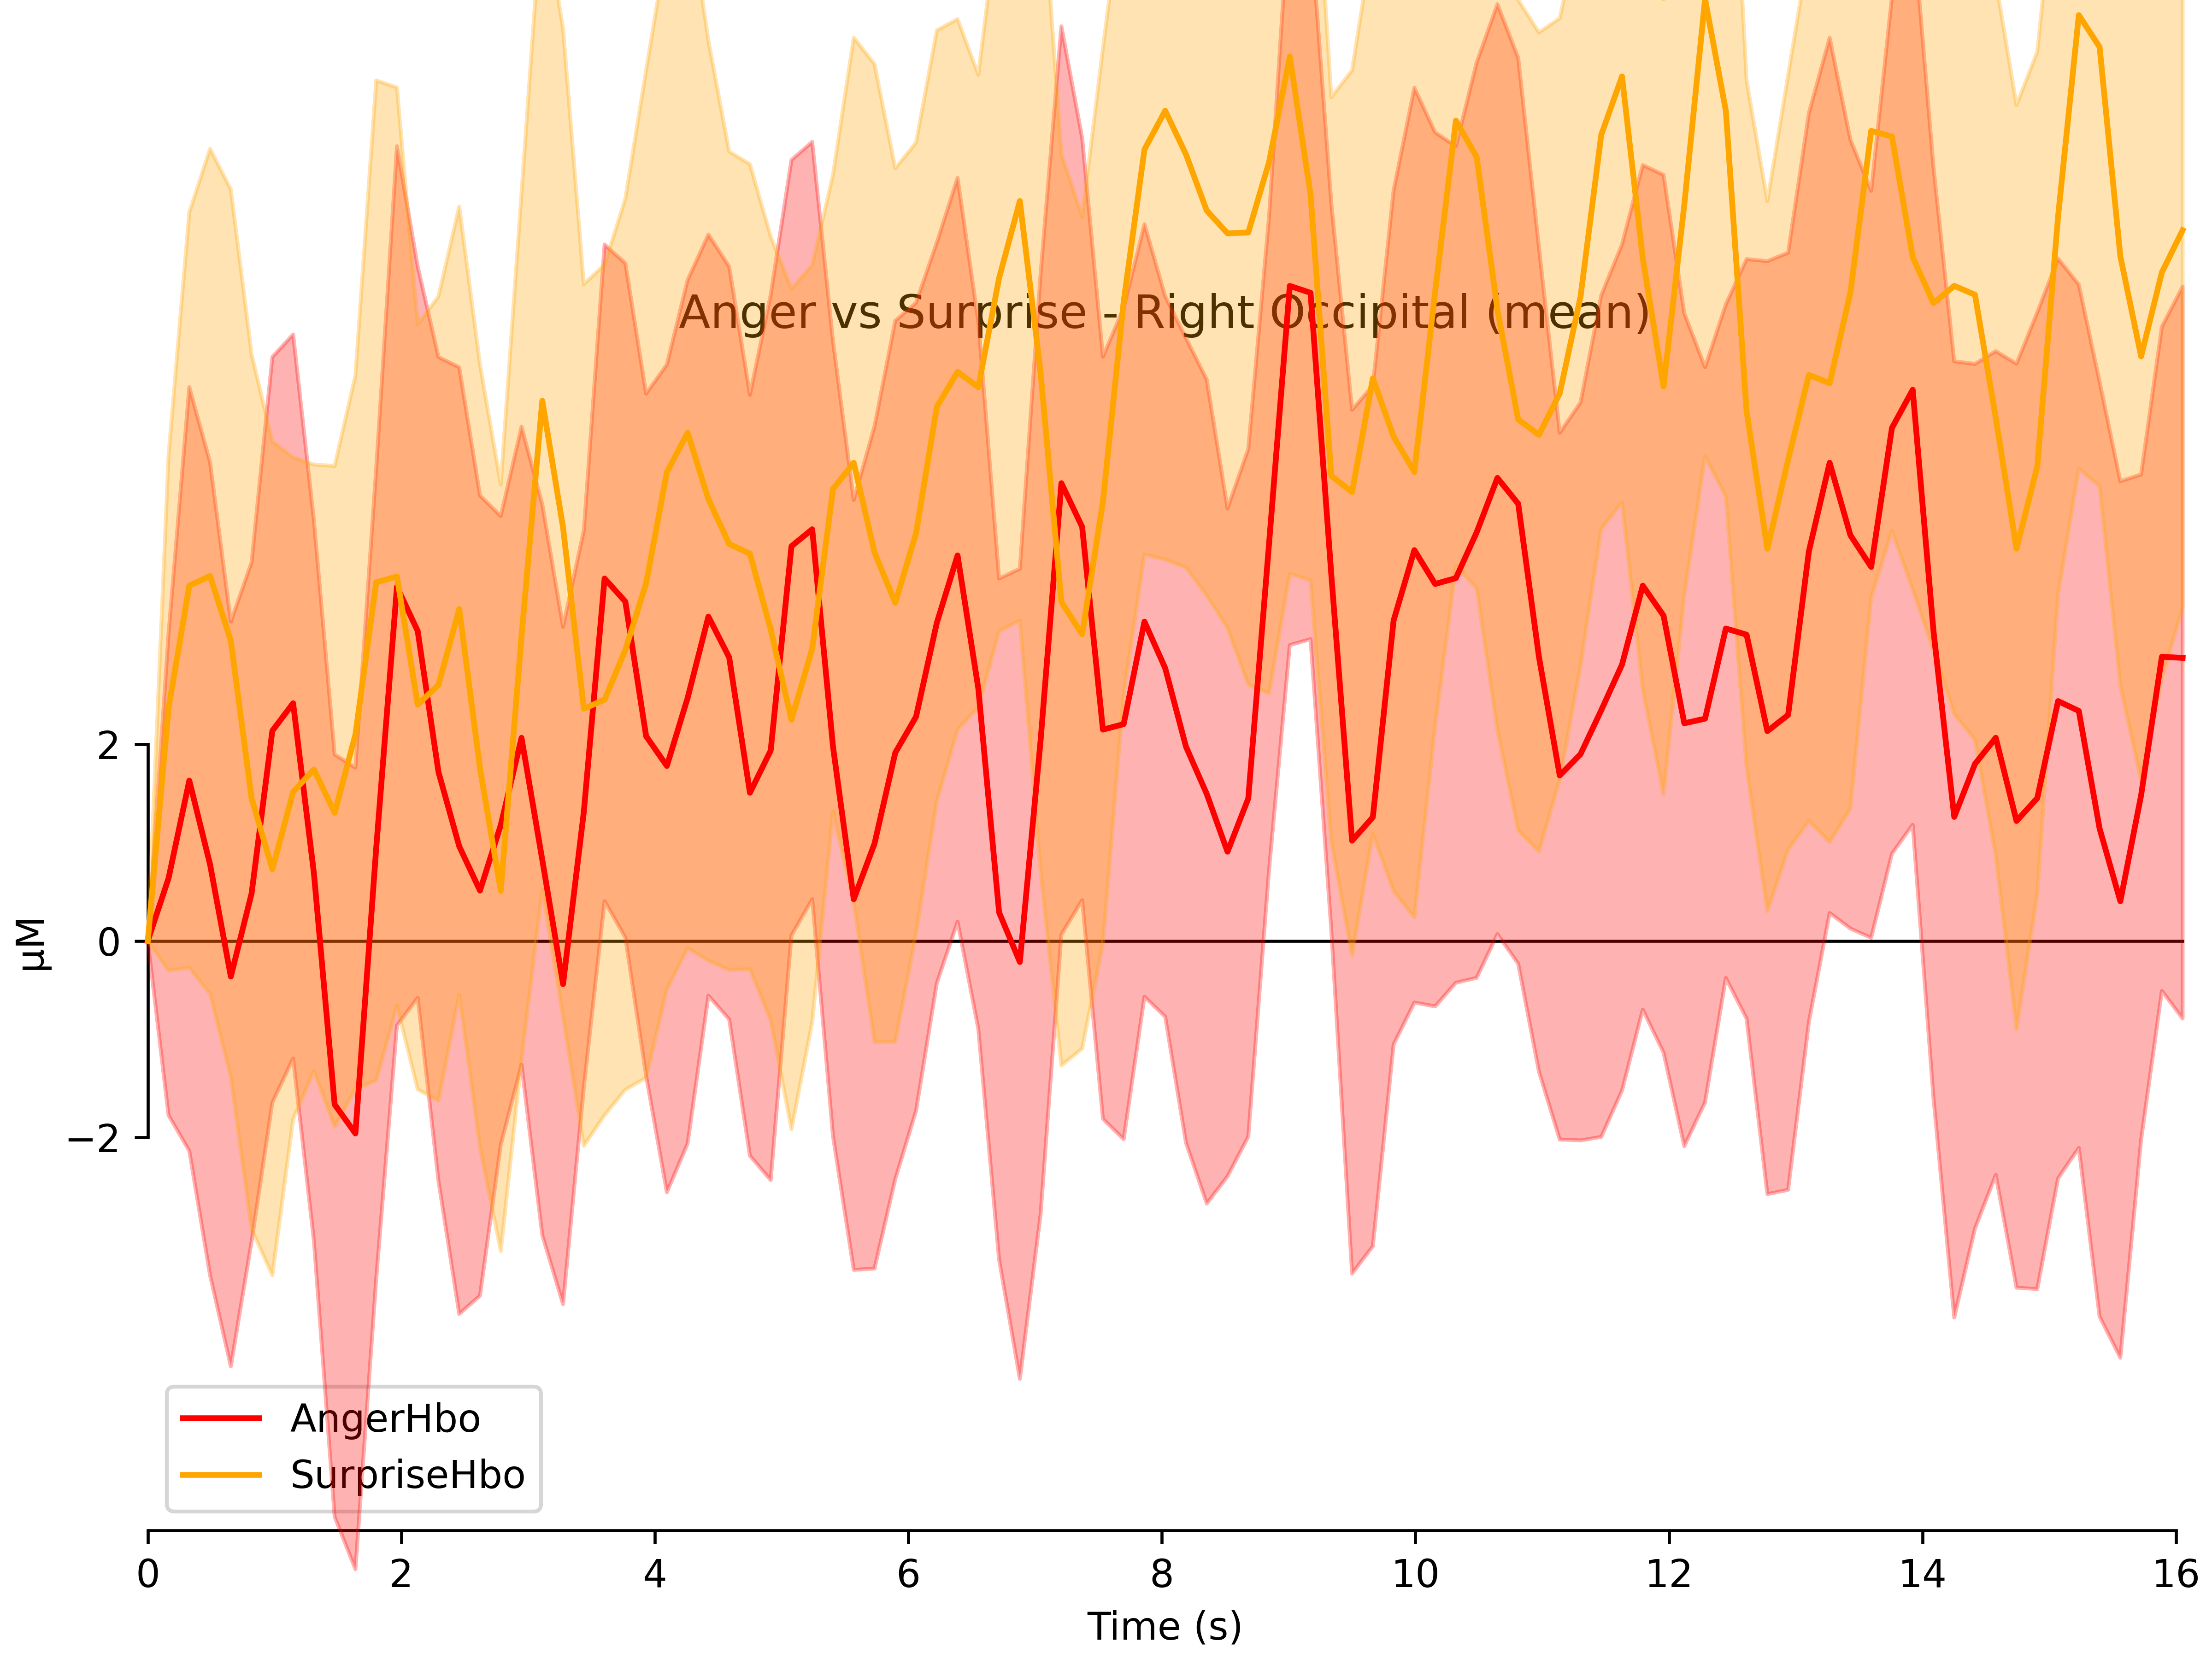 Anger vs Surprise - Right Occipital (mean)
2
0
−2
μM
AngerHbo
SurpriseHbo
0 2 4 6 8 10 12 14 16
Time (s)